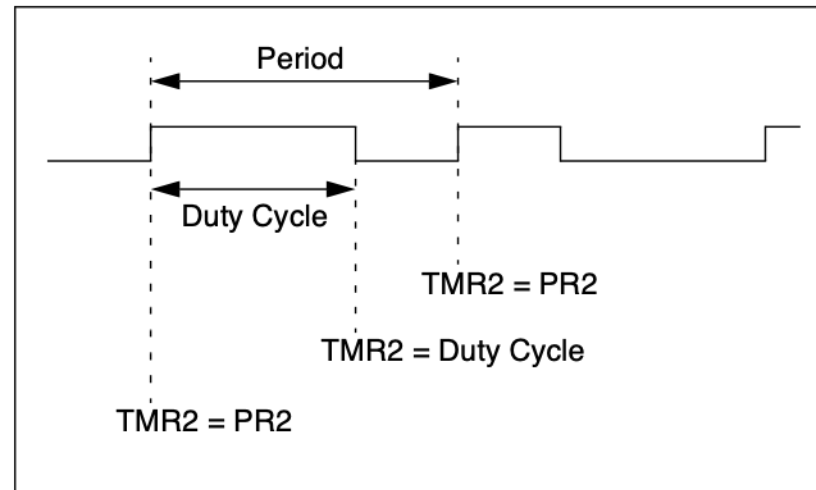 Period
Duty Cycle
TMR2 = PR2
TMR2 = Duty Cycle
TMR2 = PR2